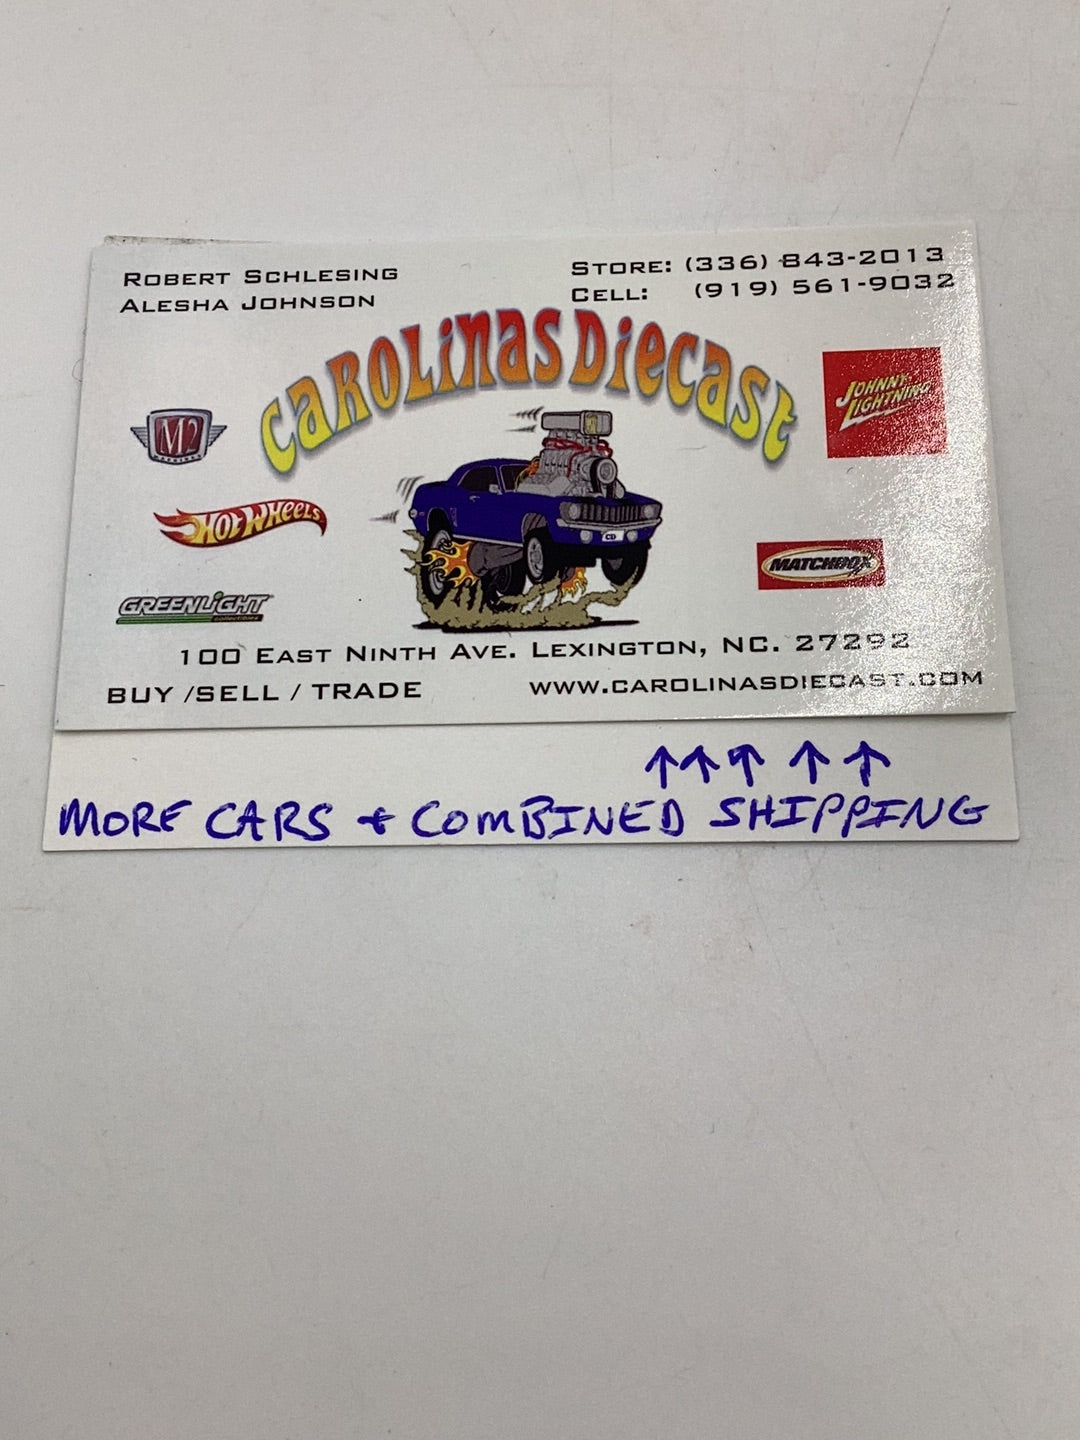 ROBERT SCHLESING
ALESHA JOHNSON
STORE: (336) 843-2013
CELL: (919) 561-9032
CAROLINAS DIECAST
M2
MACHINES
JOHNNY
LIGHTNING
HOT WHEELS
MATCHBOX
GREENLIGHT
COLLECTIBLES
CD
100 EAST NINTH AVE. LEXINGTON, NC. 27292
BUY /SELL / TRADE
WWW.CAROLINASDIECAST.COM
↑↑↑↑↑
MORE CARS + COMBINED SHIPPING